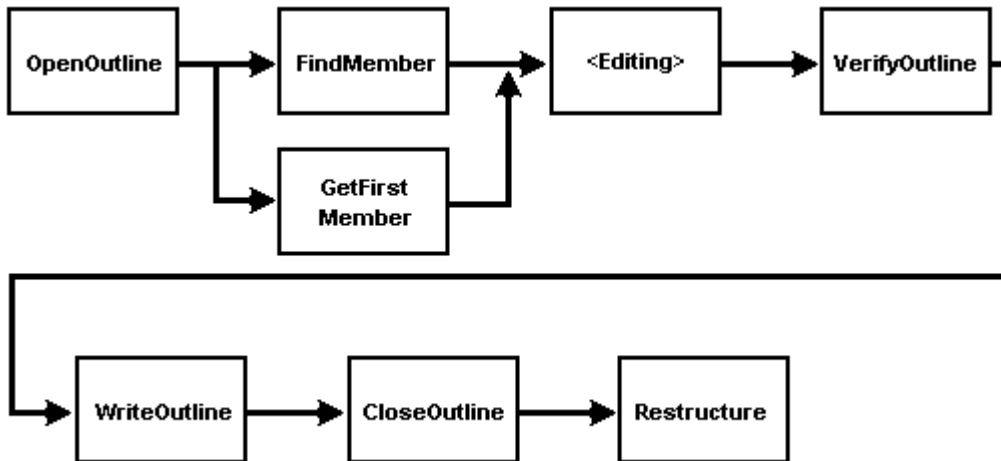 OpenOutline
FindMember
<Editing>
VerifyOutline
GetFirst
Member
WriteOutline
CloseOutline
Restructure